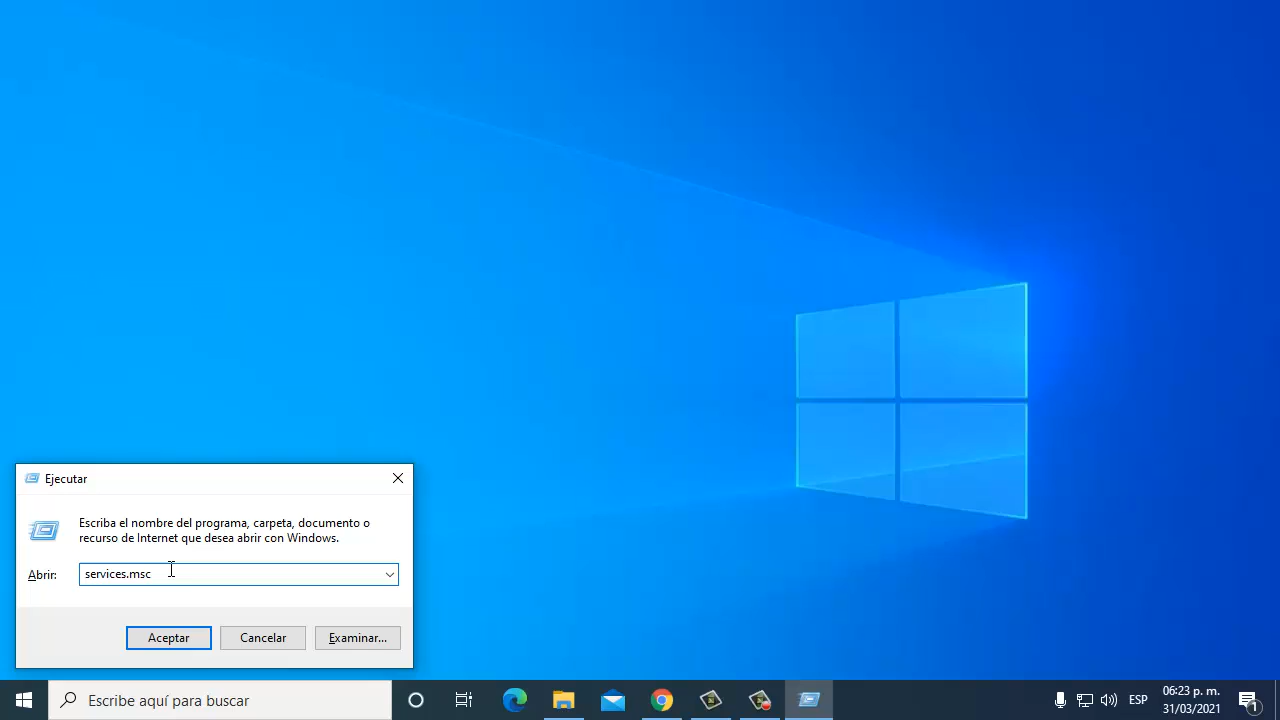 Ejecutar
Escriba el nombre del programa, carpeta, documento o
recurso de Internet que desea abrir con Windows.
Abrir:
services.msc
Aceptar
Cancelar
Examinar...
Escribe aquí para buscar
ESP
06:23 p. m.
31/03/2021
1